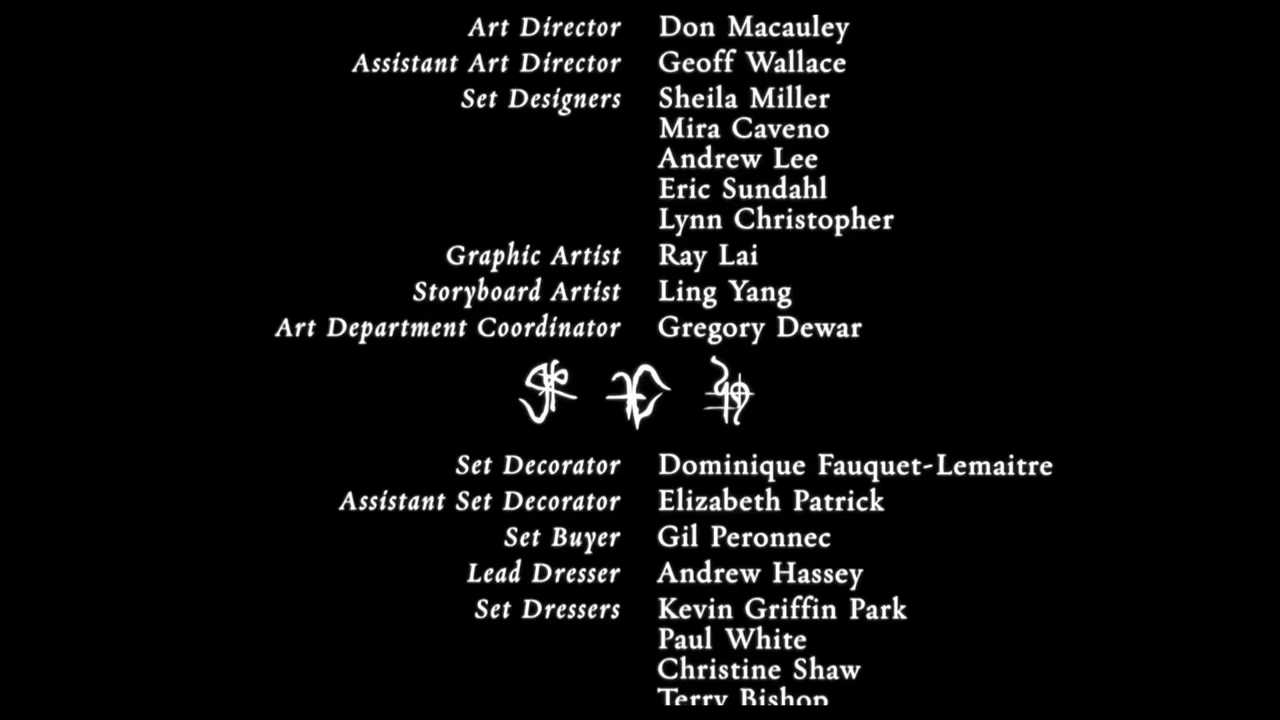 Art Director Don Macauley
Assistant Art Director Geoff Wallace
Set Designers Sheila Miller
Mira Caveno
Andrew Lee
Eric Sundahl
Lynn Christopher
Graphic Artist Ray Lai
Storyboard Artist Ling Yang
Art Department Coordinator Gregory Dewar
Set Decorator Dominique Fauquet-Lemaitre
Assistant Set Decorator Elizabeth Patrick
Set Buyer Gil Peronnec
Lead Dresser Andrew Hassey
Set Dressers Kevin Griffin Park
Paul White
Christine Shaw
Terry Bishop